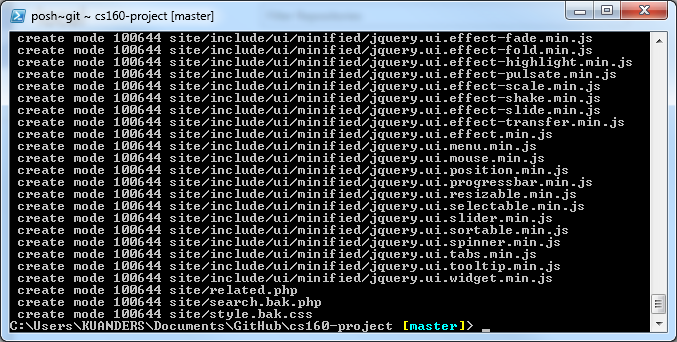 posh~git ~ cs160-project [master]
create mode 100644 site/include/ui/minified/jquery.ui.effect-fade.min.js
create mode 100644 site/include/ui/minified/jquery.ui.effect-fold.min.js
create mode 100644 site/include/ui/minified/jquery.ui.effect-highlight.min.js
create mode 100644 site/include/ui/minified/jquery.ui.effect-pulsate.min.js
create mode 100644 site/include/ui/minified/jquery.ui.effect-scale.min.js
create mode 100644 site/include/ui/minified/jquery.ui.effect-shake.min.js
create mode 100644 site/include/ui/minified/jquery.ui.effect-slide.min.js
create mode 100644 site/include/ui/minified/jquery.ui.effect-transfer.min.js
create mode 100644 site/include/ui/minified/jquery.ui.effect.min.js
create mode 100644 site/include/ui/minified/jquery.ui.menu.min.js
create mode 100644 site/include/ui/minified/jquery.ui.mouse.min.js
create mode 100644 site/include/ui/minified/jquery.ui.position.min.js
create mode 100644 site/include/ui/minified/jquery.ui.progressbar.min.js
create mode 100644 site/include/ui/minified/jquery.ui.resizable.min.js
create mode 100644 site/include/ui/minified/jquery.ui.selectable.min.js
create mode 100644 site/include/ui/minified/jquery.ui.slider.min.js
create mode 100644 site/include/ui/minified/jquery.ui.sortable.min.js
create mode 100644 site/include/ui/minified/jquery.ui.spinner.min.js
create mode 100644 site/include/ui/minified/jquery.ui.tabs.min.js
create mode 100644 site/include/ui/minified/jquery.ui.tooltip.min.js
create mode 100644 site/include/ui/minified/jquery.ui.widget.min.js
create mode 100644 site/related.php
create mode 100644 site/search.bak.php
create mode 100644 site/style.bak.css
C:\Users\KUANDERS\Documents\GitHub\cs160-project [master]> _